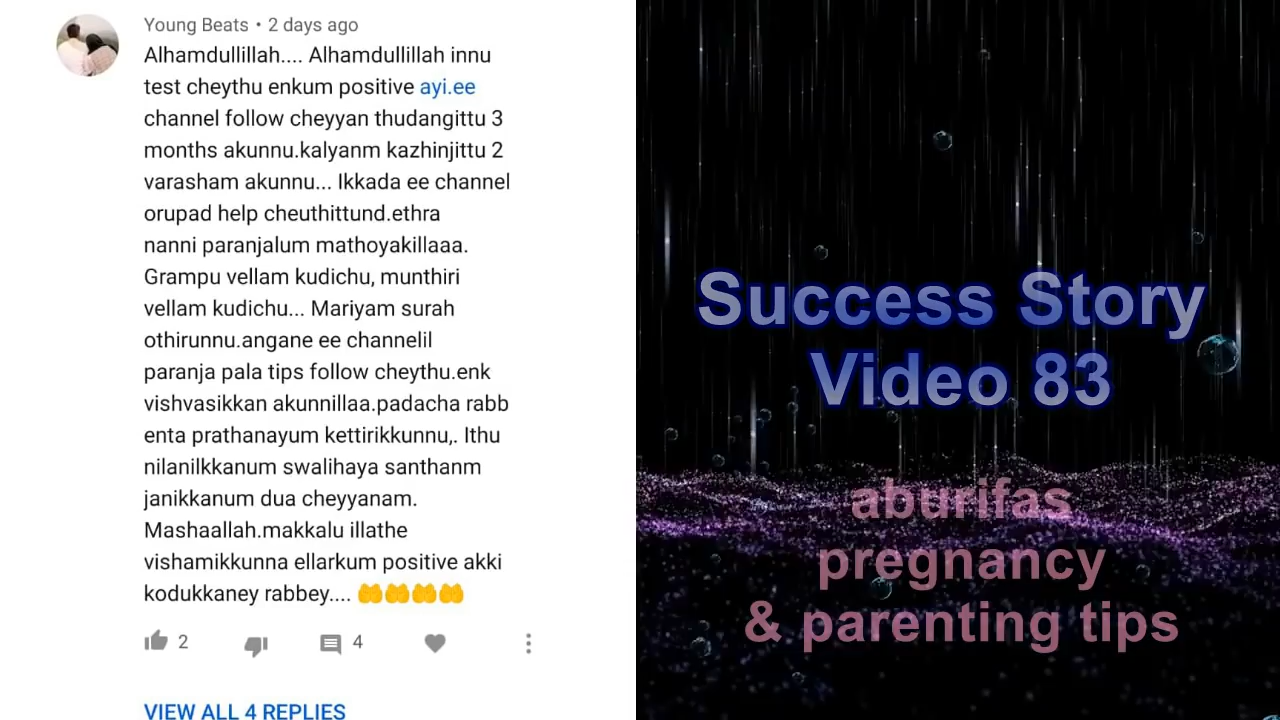 Young Beats • 2 days ago
Alhamdullillah.... Alhamdullillah innu
test cheythu enkum positive ayi.ee
channel follow cheyyan thudangittu 3
months akunnu.kalyanm kazhinjittu 2
varasham akunnu... Ikkada ee channel
orupad help cheuthittund.ethra
nanni paranjalum mathoyakillaaa.
Grampu vellam kudichu, munthiri
vellam kudichu... Mariyam surah
othirunnu.angane ee channelil
paranja pala tips follow cheythu.enk
vishvasikkan akunnillaa.padacha rabb
enta prathanayum kettirikkunnu,. Ithu
nilanilkkanum swalihaya santhanm
janikkanum dua cheyyanam.
Mashaallah.makkalu illathe
vishamikkunna ellarkum positive akki
kodukkaney rabbey.... 🤲🤲🤲🤲
2 4
VIEW ALL 4 REPLIES
Success Story
Video 83
aburifas
pregnancy
& parenting tips